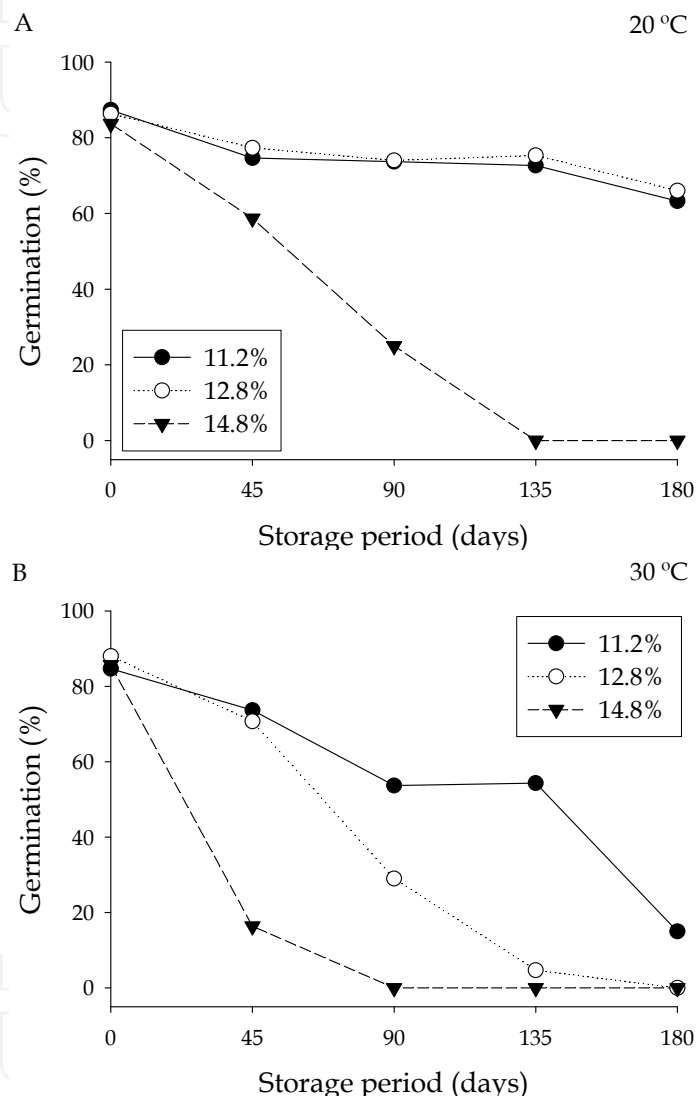 A
20 ºC
100
80
60
40
20
0
Germination (%)
11.2%
12.8%
14.8%
0 45 90 135 180
Storage period (days)
B
30 ºC
100
80
60
40
20
0
Germination (%)
11.2%
12.8%
14.8%
0 45 90 135 180
Storage period (days)